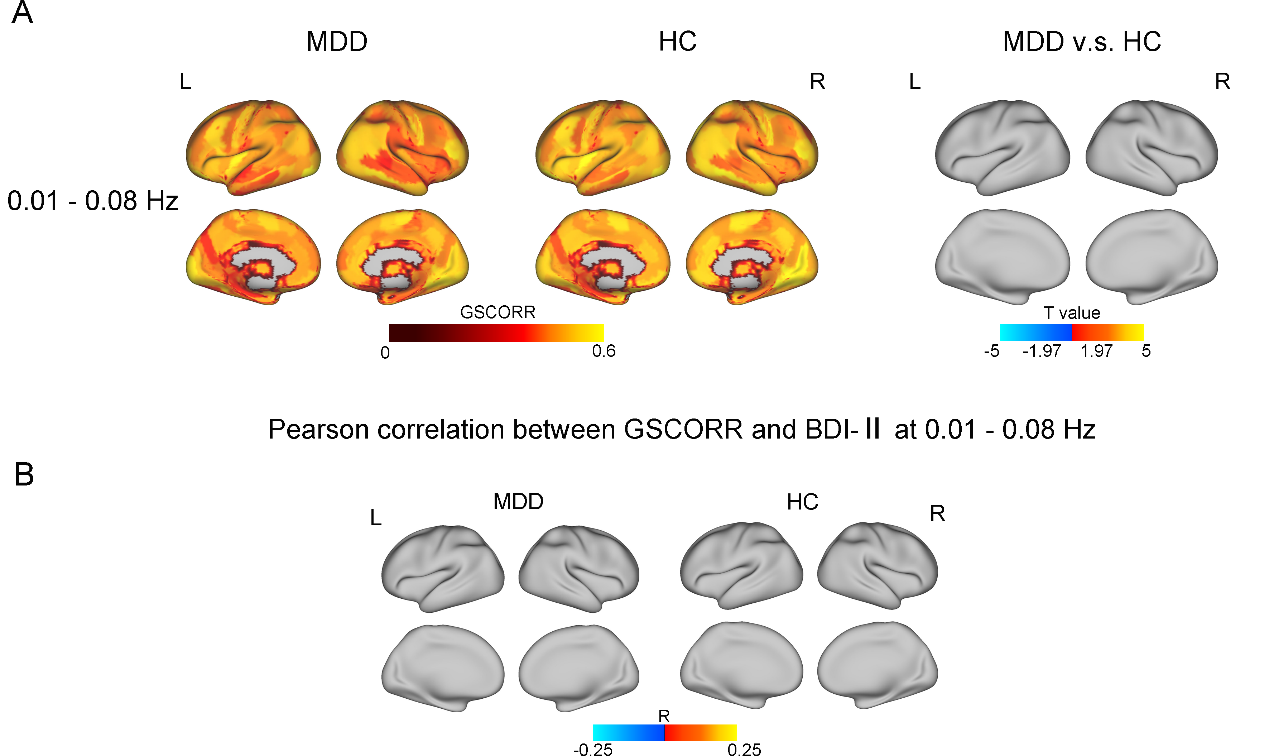 A
MDD
HC
MDD v.s. HC
L
R
L
R
0.01 - 0.08 Hz
GSCORR
0
0.6
T value
-5
-1.97
1.97
5
Pearson correlation between GSCORR and BDI-Ⅱ at 0.01 - 0.08 Hz
B
MDD
HC
L
R
R
-0.25
0.25